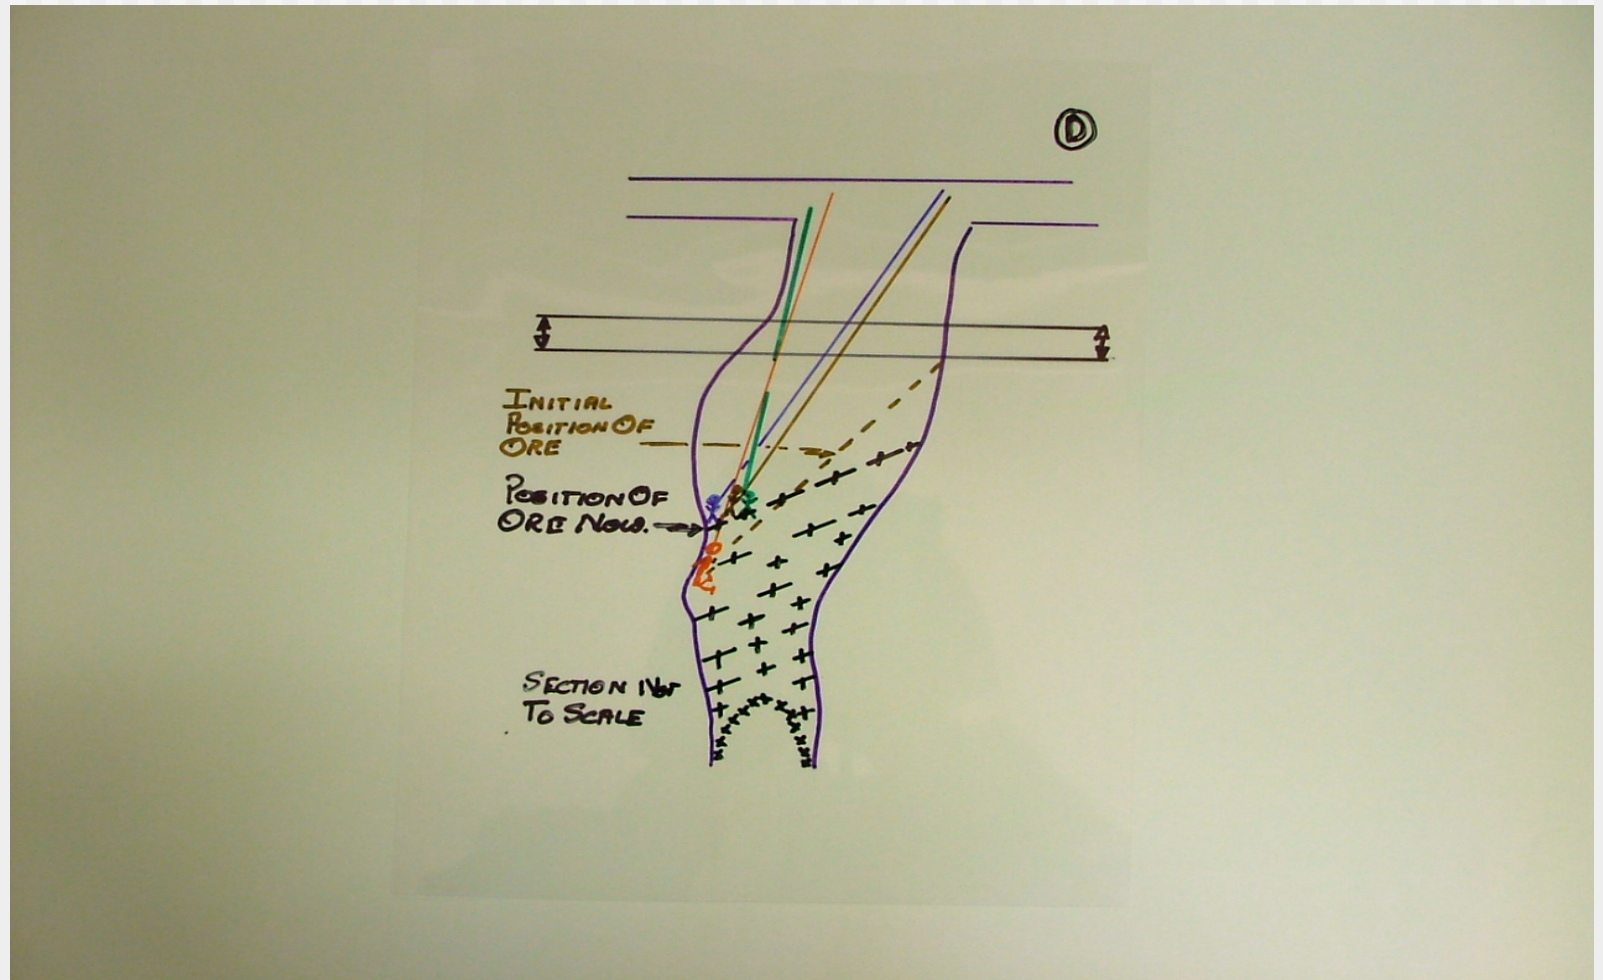 D
INITIAL
POSITION OF
ORE
POSITION OF
ORE NOW.
SECTION NOT
TO SCALE